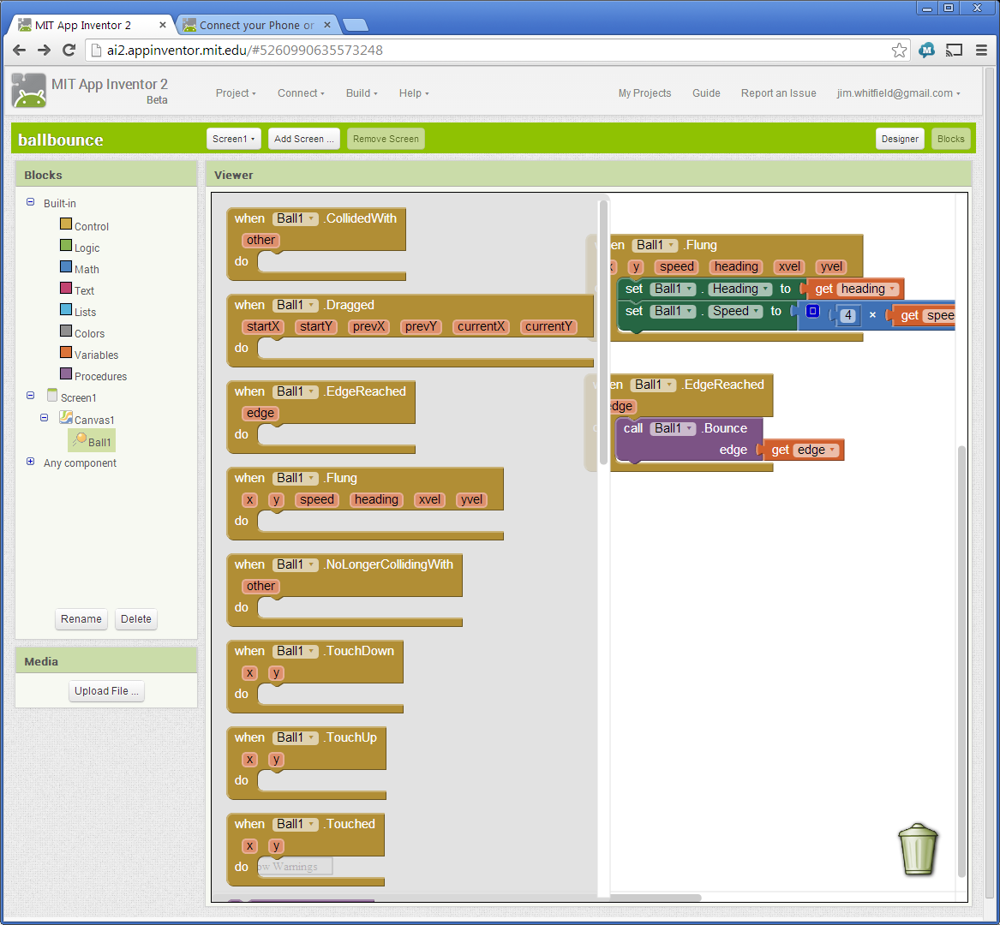 MIT App Inventor 2
Connect your Phone or
ai2.appinventor.mit.edu/#5260990635573248
MIT App Inventor 2
Beta
Project
Connect
Build
Help
My Projects
Guide
Report an Issue
jim.whitfield@gmail.com
ballbounce
Screen1
Add Screen ...
Remove Screen
Designer
Blocks
Blocks
Built-in
Control
Logic
Math
Text
Lists
Colors
Variables
Procedures
Screen1
Canvas1
Ball1
Any component
Rename
Delete
Media
Upload File ...
Viewer
when Ball1 .CollidedWith
other
do
when Ball1 .Dragged
startX startY prevX prevY currentX currentY
do
when Ball1 .EdgeReached
edge
do
when Ball1 .Flung
x y speed heading xvel yvel
do
when Ball1 .NoLongerCollidingWith
other
do
when Ball1 .TouchDown
x y
do
when Ball1 .TouchUp
x y
do
when Ball1 .Touched
x y
do
ow Warnings
en Ball1 .Flung
x y speed heading xvel yvel
set Ball1 . Heading to get heading
set Ball1 . Speed to 4 × get spee
en Ball1 .EdgeReached
edge
call Ball1 .Bounce
edge get edge